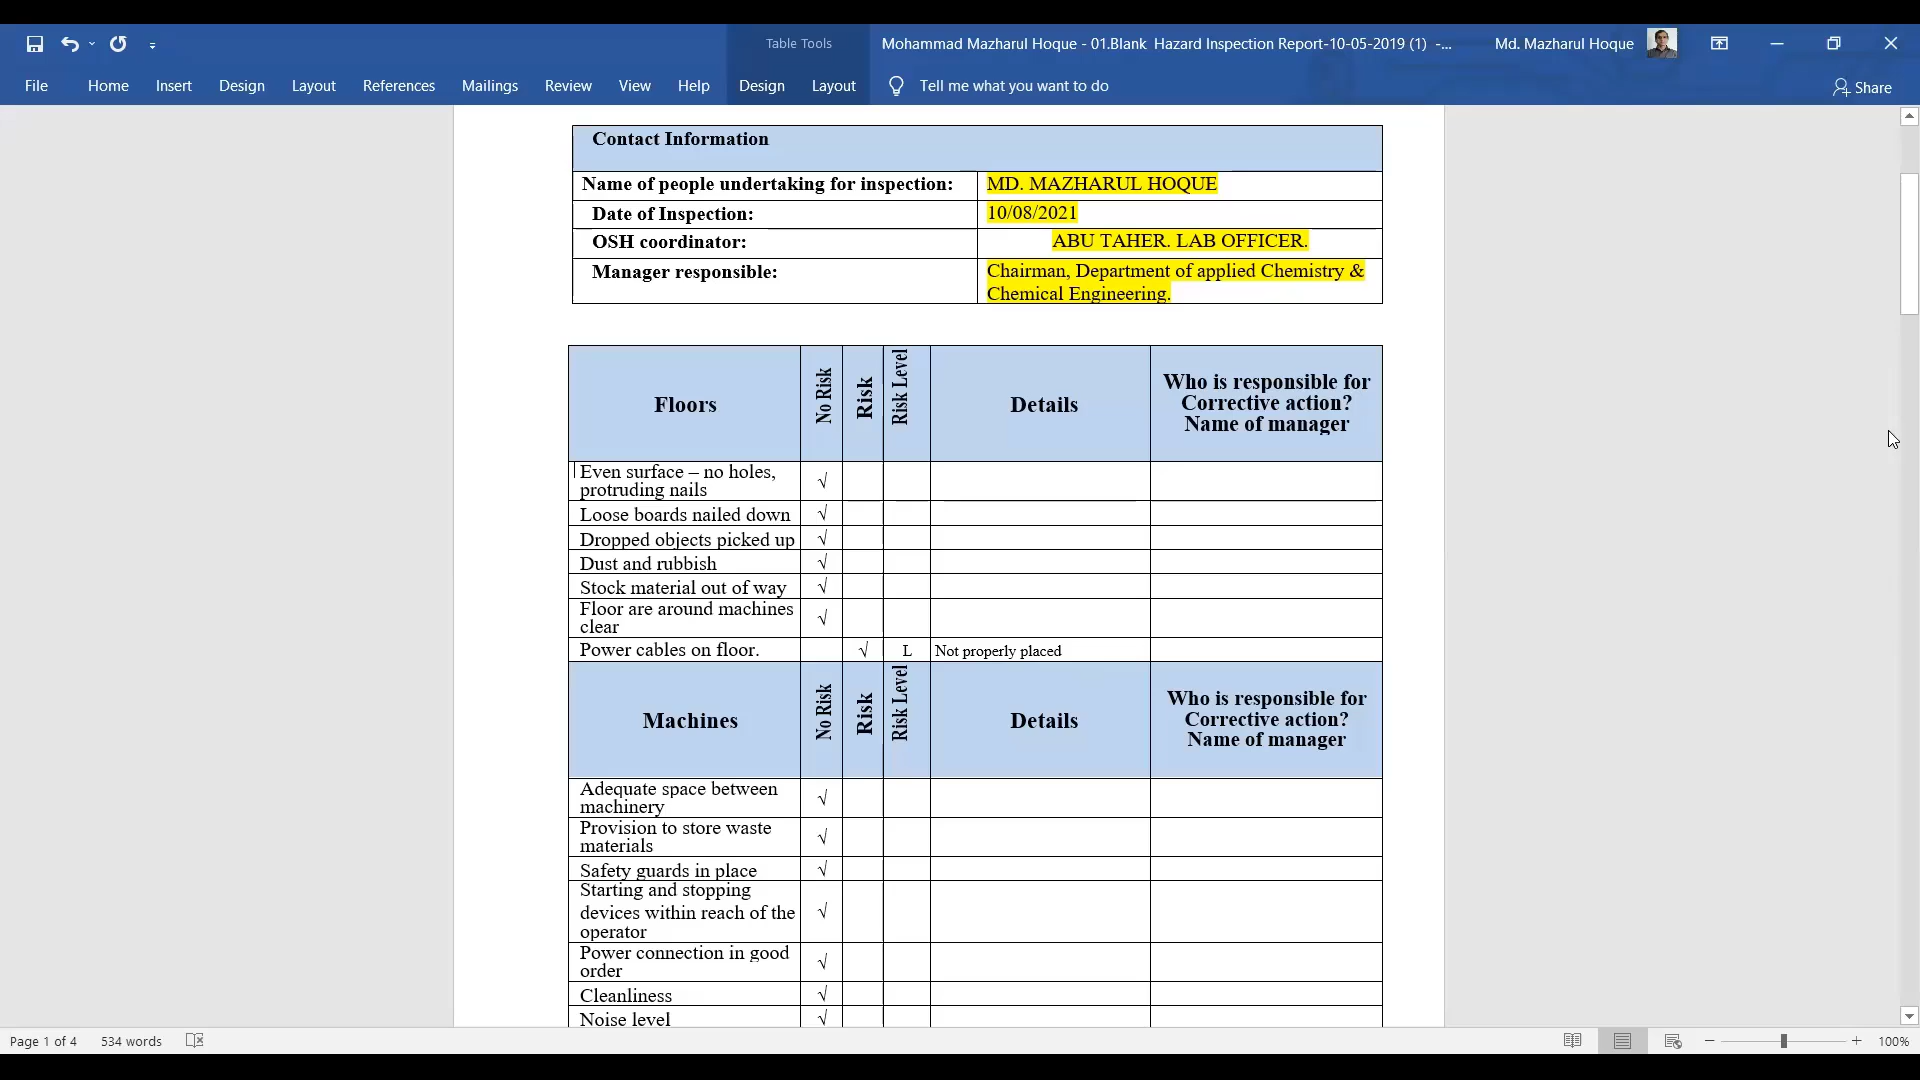 Table Tools
Mohammad Mazharul Hoque - 01.Blank Hazard Inspection Report-10-05-2019 (1) -...
Md. Mazharul Hoque
File
Home
Insert
Design
Layout
References
Mailings
Review
View
Help
Design
Layout
Tell me what you want to do
Share
Contact Information
Name of people undertaking for inspection:
MD. MAZHARUL HOQUE
Date of Inspection:
10/08/2021
OSH coordinator:
ABU TAHER. LAB OFFICER.
Manager responsible:
Chairman, Department of applied Chemistry &
Chemical Engineering.
Floors
No Risk
Risk
Risk Level
Details
Who is responsible for
Corrective action?
Name of manager
Even surface – no holes,
protruding nails
√
Loose boards nailed down
√
Dropped objects picked up
√
Dust and rubbish
√
Stock material out of way
√
Floor are around machines
clear
√
Power cables on floor.
√
L
Not properly placed
Machines
No Risk
Risk
Risk Level
Details
Who is responsible for
Corrective action?
Name of manager
Adequate space between
machinery
√
Provision to store waste
materials
√
Safety guards in place
√
Starting and stopping
devices within reach of the
operator
√
Power connection in good
order
√
Cleanliness
√
Noise level
√
Page 1 of 4
534 words
100%